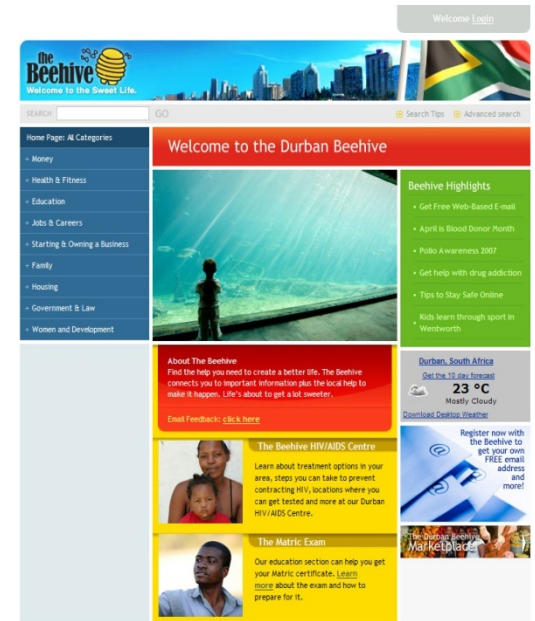 Welcome Login
the
Beehive
Welcome to the Sweet Life.
SEARCH GO Search Tips Advanced search
Home Page: All Categories
Money
Health & Fitness
Education
Jobs & Careers
Starting & Owning a Business
Family
Housing
Government & Law
Women and Development
Welcome to the Durban Beehive
Beehive Highlights
Get Free Web-Based E-mail
April is Blood Donor Month
Polio Awareness 2007
Get help with drug addiction
Tips to Stay Safe Online
Kids learn through sport in
Wentworth
About The Beehive
Find the help you need to create a better life. The Beehive
connects you to important information plus the local help to
make it happen. Life's about to get a lot sweeter.
Email Feedback: click here
The Beehive HIV/AIDS Centre
Learn about treatment options in your
area, steps you can take to prevent
contracting HIV, locations where you
can get tested and more at our Durban
HIV/AIDS Centre.
The Matric Exam
Our education section can help you get
your Matric certificate. Learn
more about the exam and how to
prepare for it.
Durban, South Africa
Get the 10 day forecast
23 °C
Mostly Cloudy
Download Desktop Weather
Register now with
the Beehive to
get your own
FREE email
address
and
more!
The Durban Beehive
Marketplace